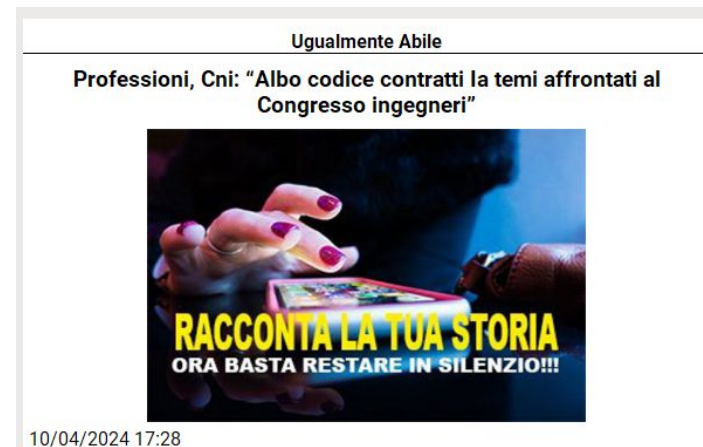 Ugualmente Abile
Professioni, Cni: “Albo codice contratti Ia temi affrontati al
Congresso ingegneri”
RACCONTA LA TUA STORIA
ORA BASTA RESTARE IN SILENZIO!!!
10/04/2024 17:28